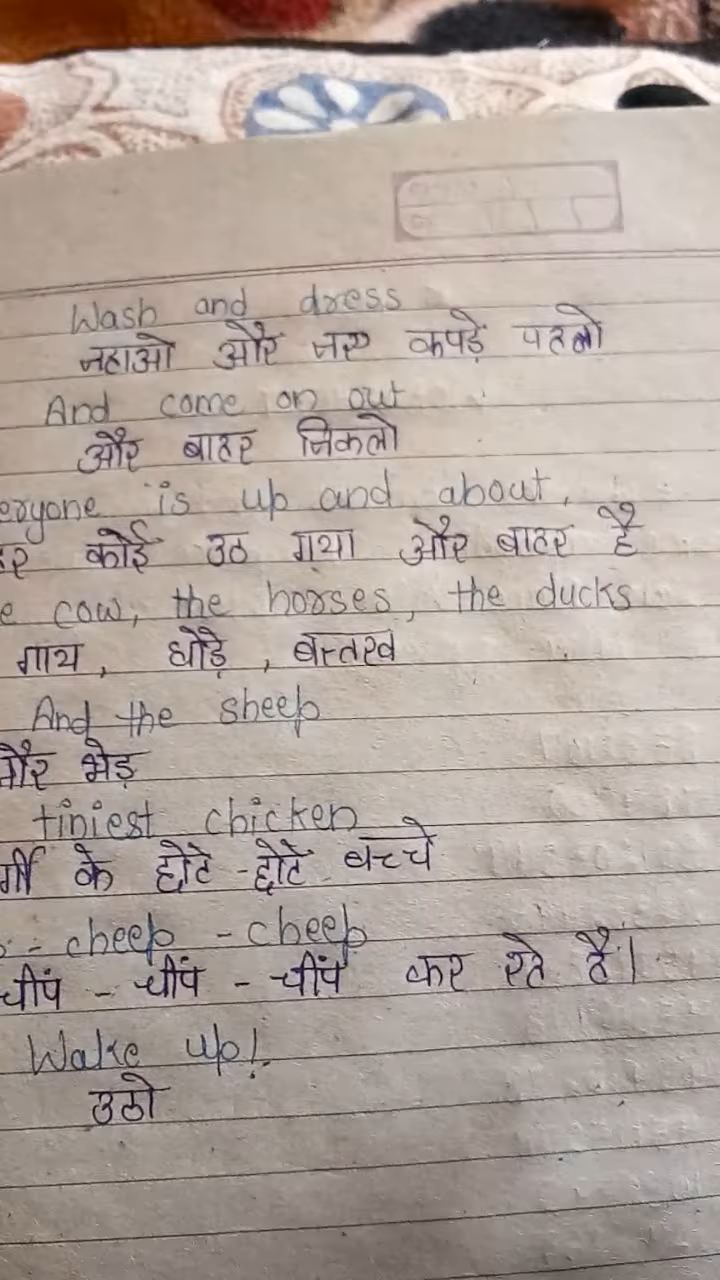 Wash and dress
नहाओ और नए कपड़े पहनो
And come on out
और बाहर निकलो
eryone is up and about,
हर कोई उठ गया और बाहर है
e cow, the horses, the ducks
गाय, घोड़े, बत्तख
And the sheep
और भेड़
tiniest chicken
र्गी के छोटे-छोटे बच्चे
- cheep - cheep
चीपं - चीपं - चीपं कर रहे है।
Wake up!
उठो